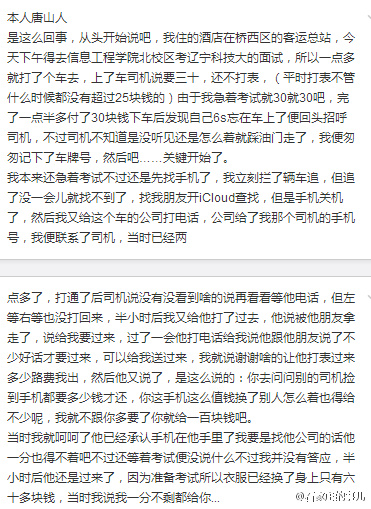 本人唐山人
是这么回事，从头开始说吧，我住的酒店在桥西区的客运总站，今
天下午得去信息工程学院北校区考辽宁科技大的面试，所以一点多
就打了个车去，上了车司机说要三十，还不打表，（平时打表不管
什么时候都没有超过25块钱的）由于我急着考试就30就30吧，完
了一点半多付了30块钱下车后发现自己6s忘在车上了便回头招呼
司机，不过司机不知道是没听见还是怎么着就踩油门走了，我便匆
匆记下了车牌号，然后吧……关键开始了。
我本来还急着考试不过还是先找手机了，我立刻拦了辆车追，但追
了没一会儿就找不到了，找我朋友开iCloud查找，但是手机关机
了，然后我又给这个车的公司打电话，公司给了我那个司机的手机
号，我便联系了司机，当时已经两
点多了，打通了后司机说没有没看到啥的说再看看等他电话，但左
等右等也没打回来，半小时后我又给他打了过去，他说被他朋友拿
走了，说给我要过来，过了一会他打电话给我说他跟他朋友说了不
少好话才要过来，可以给我送过来，我就说谢谢啥的让他打表过来
多少路费我出，然后他又说了，是这么说的：你去问问别的司机捡
到手机都要多少钱才还，你这手机这么值钱换了别人怎么着也得给
不少呢，我就不跟你多要了你就给一百块钱吧。
当时我就呵呵了他已经承认手机在他手里了我要是找他公司的话他
一分也得不着吧不过还等着考试便没说什么不过我并没有答应，半
小时后他还是过来了，因为准备考试所以衣服已经换了身上只有六
十多块钱，当时我说我一分不剩都给你...